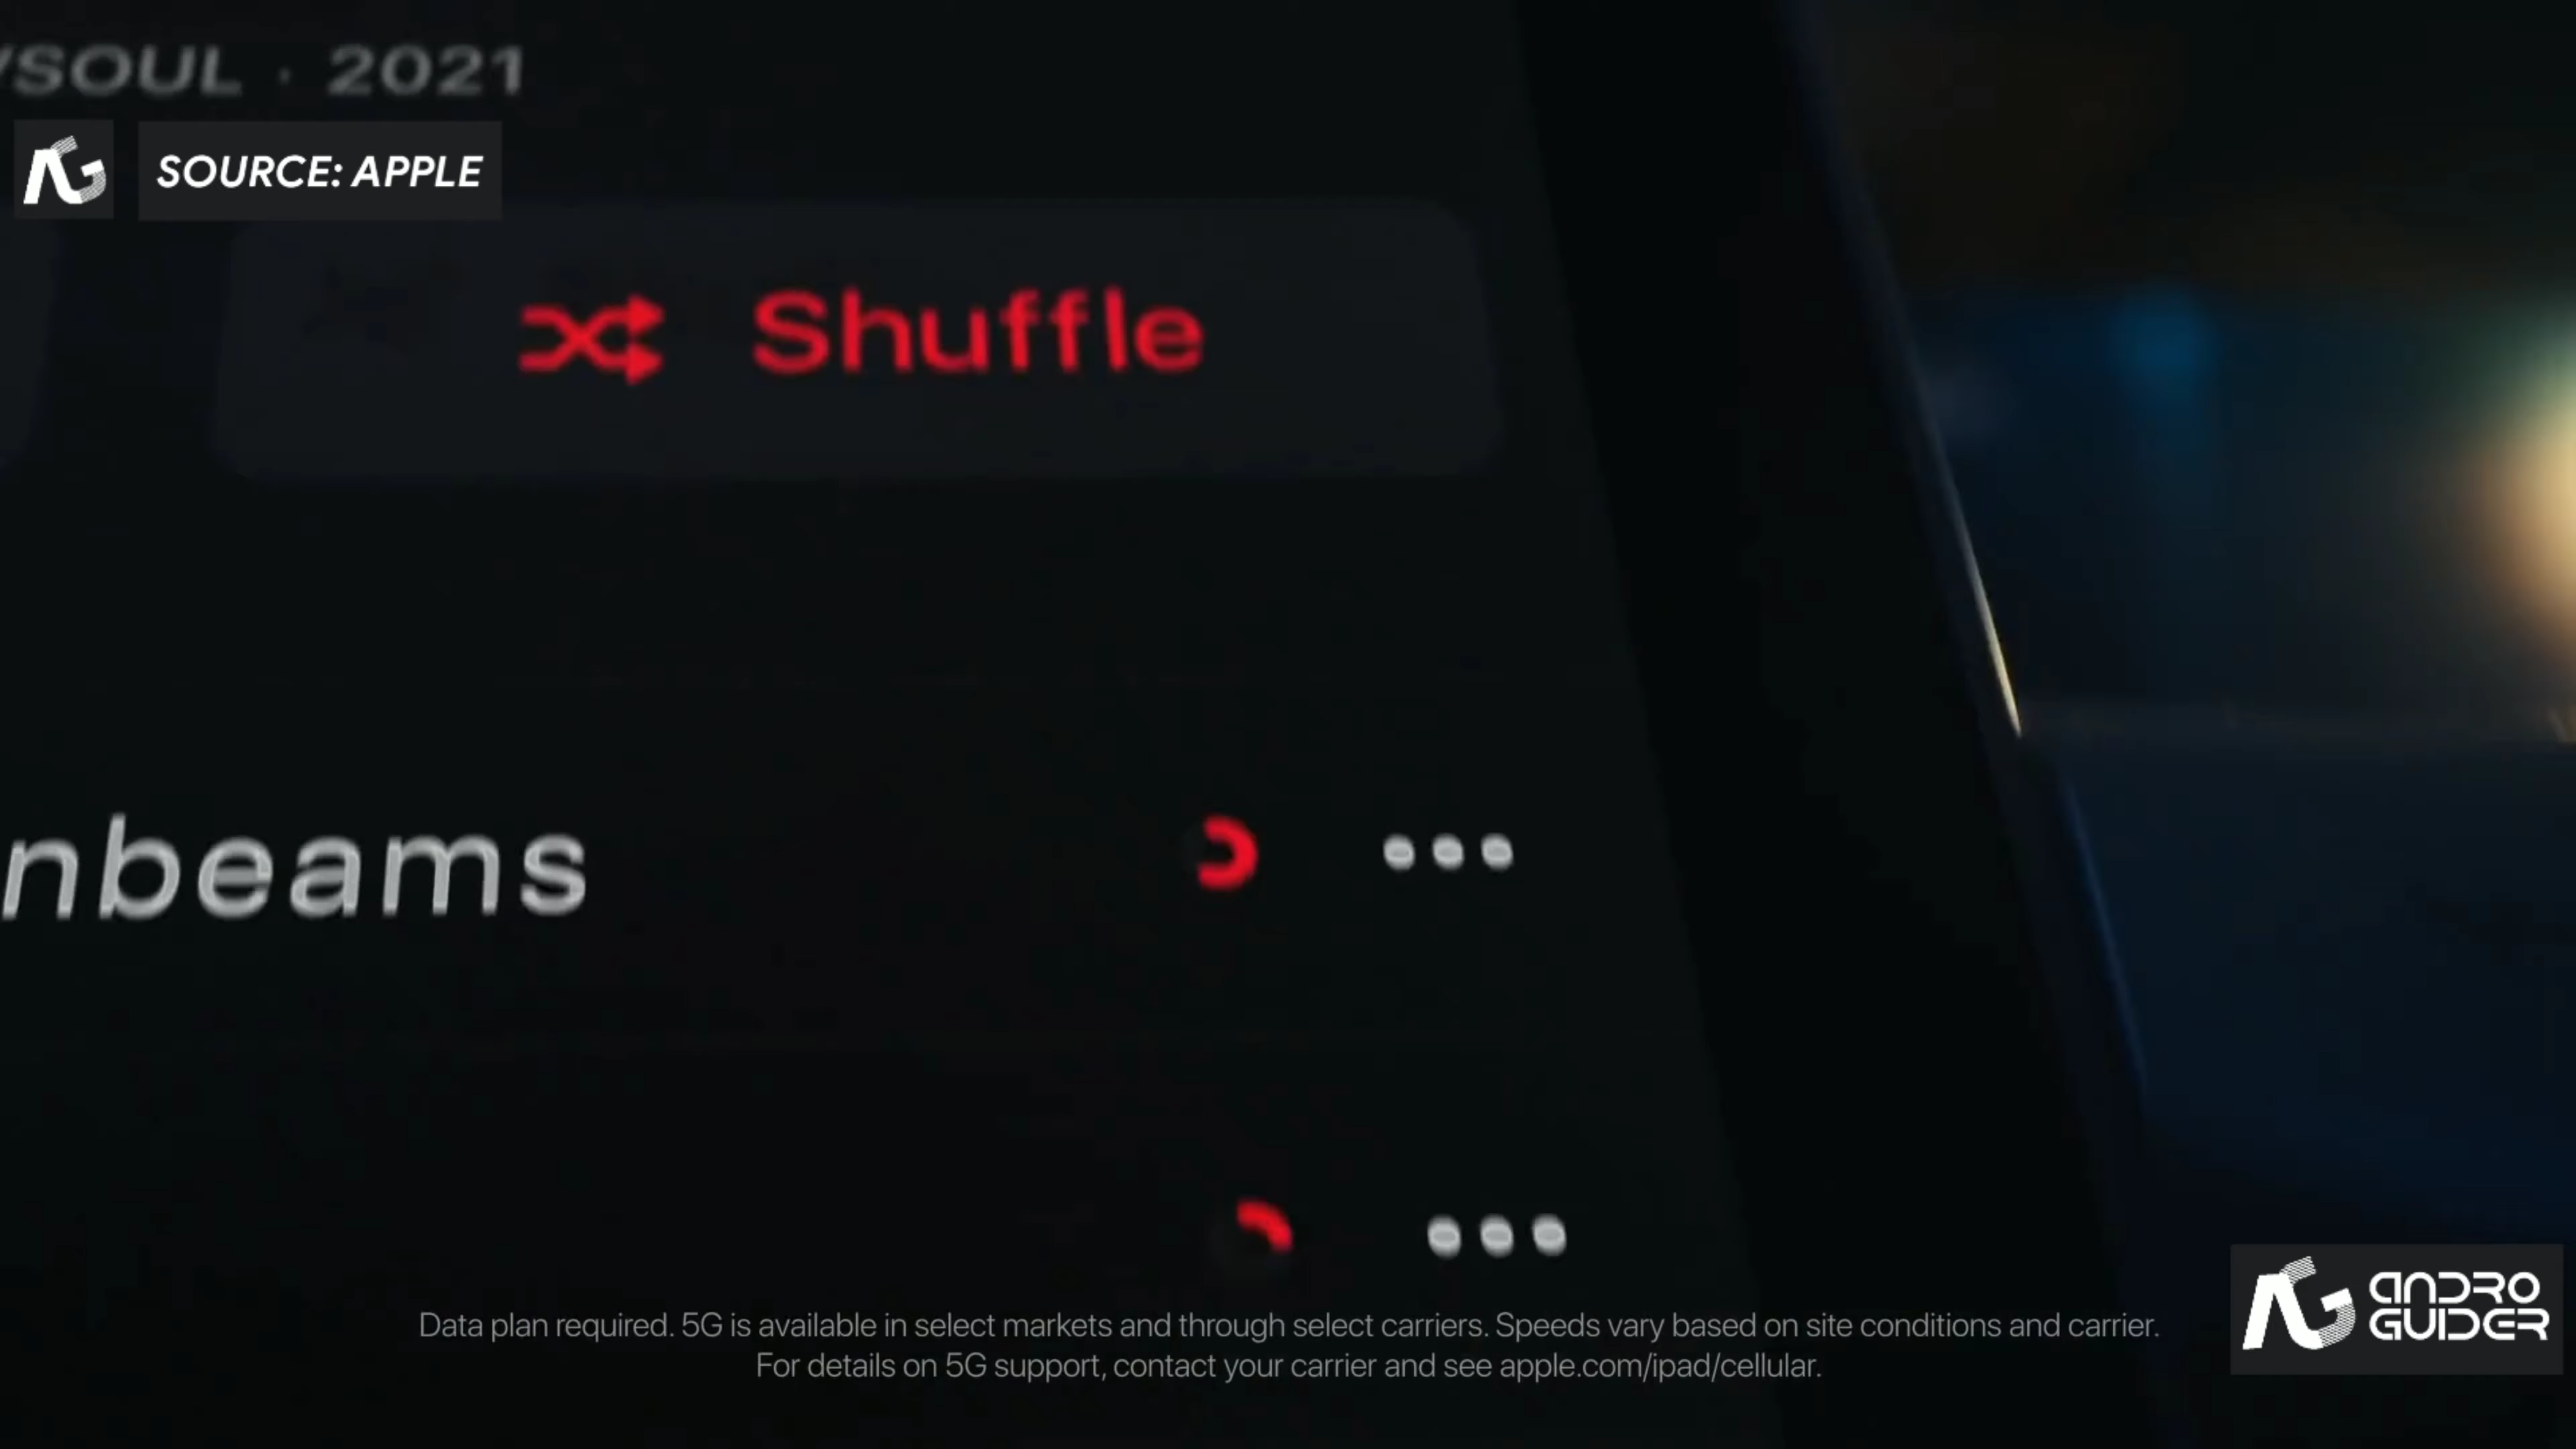 /SOUL · 2021
AG SOURCE: APPLE
Shuffle
nbeams
Data plan required. 5G is available in select markets and through select carriers. Speeds vary based on site conditions and carrier.
For details on 5G support, contact your carrier and see apple.com/ipad/cellular.
AG ANDRO
GUIDER